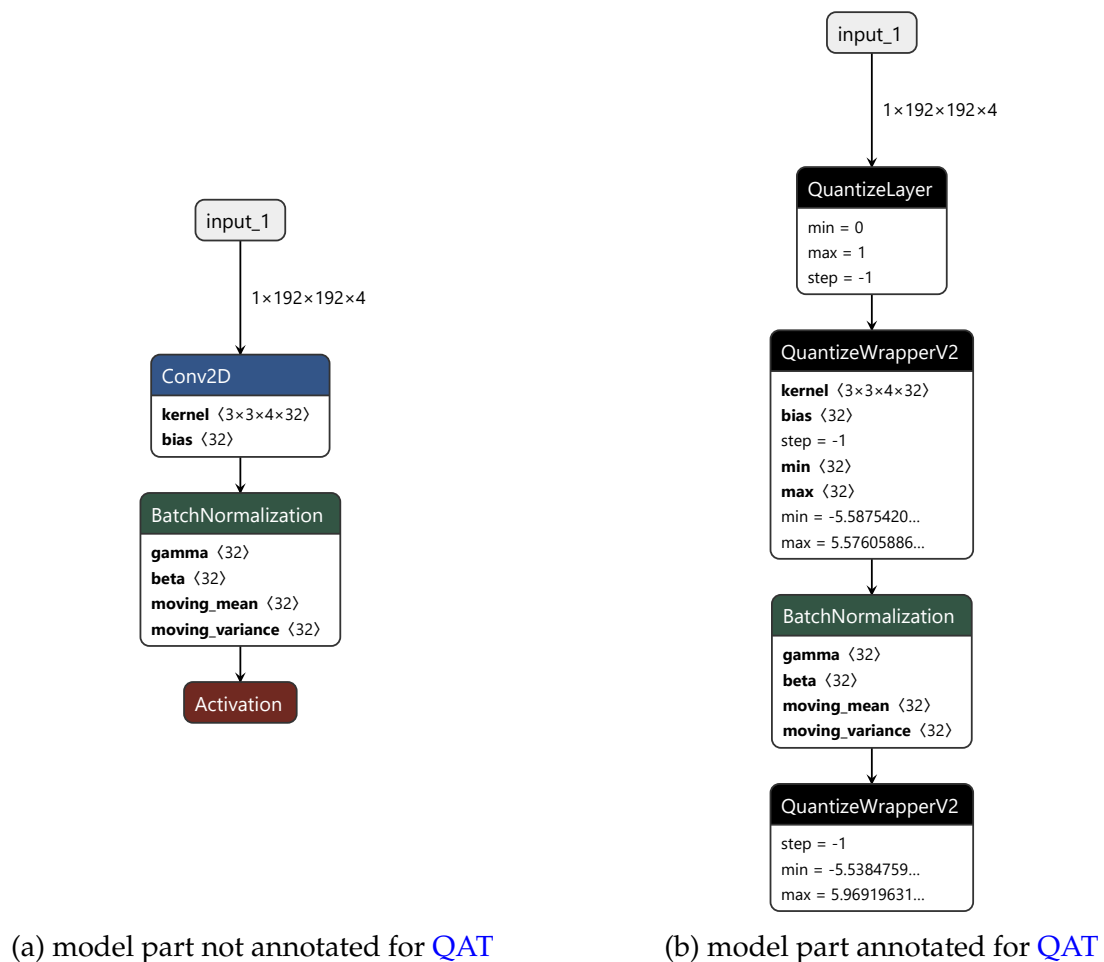 input_1
1×192×192×4
Conv2D
kernel 〈3×3×4×32〉
bias 〈32〉
BatchNormalization
gamma 〈32〉
beta 〈32〉
moving_mean 〈32〉
moving_variance 〈32〉
Activation
(a) model part not annotated for QAT
input_1
1×192×192×4
QuantizeLayer
min = 0
max = 1
step = -1
QuantizeWrapperV2
kernel 〈3×3×4×32〉
bias 〈32〉
step = -1
min 〈32〉
max 〈32〉
min = -5.5875420...
max = 5.57605886...
BatchNormalization
gamma 〈32〉
beta 〈32〉
moving_mean 〈32〉
moving_variance 〈32〉
QuantizeWrapperV2
step = -1
min = -5.5384759...
max = 5.96919631...
(b) model part annotated for QAT